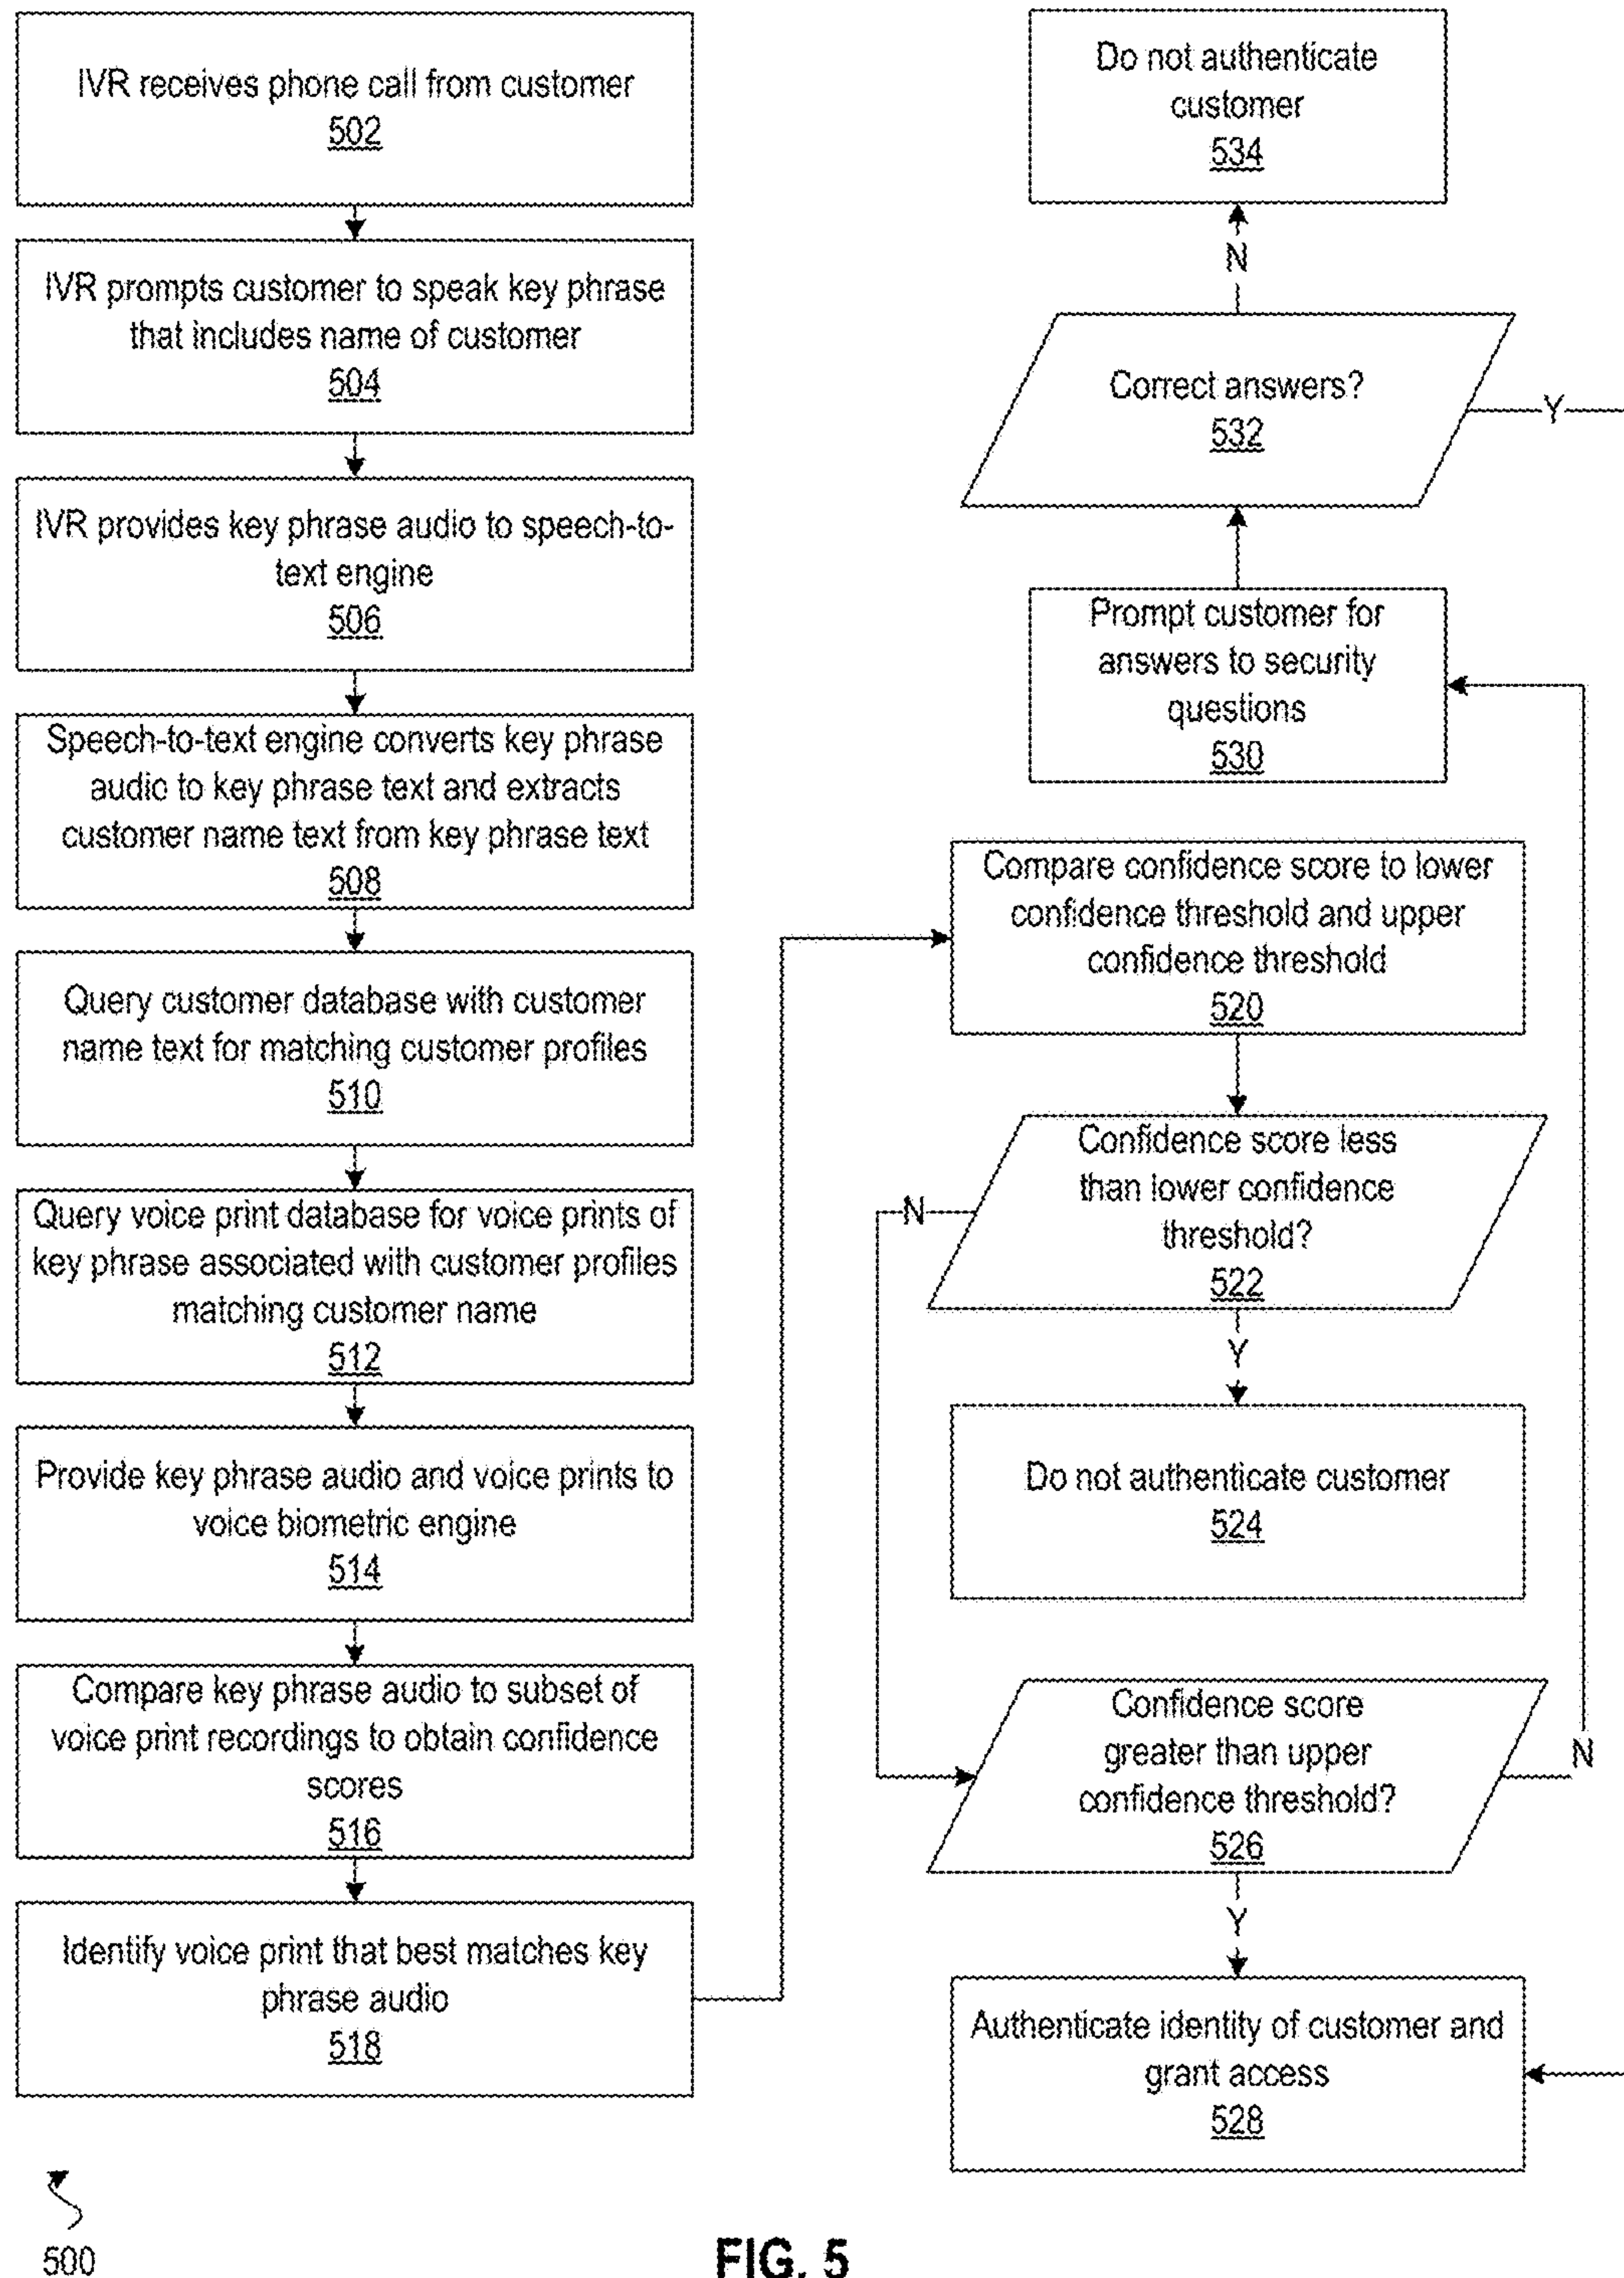 IVR receives phone call from customer
502
IVR prompts customer to speak key phrase
that includes name of customer
504
IVR provides key phrase audio to speech-to-
text engine
506
Speech-to-text engine converts key phrase
audio to key phrase text and extracts
customer name text from key phrase text
508
Query customer database with customer
name text for matching customer profiles
510
Query voice print database for voice prints of
key phrase associated with customer profiles
matching customer name
512
Provide key phrase audio and voice prints to
voice biometric engine
514
Compare key phrase audio to subset of
voice print recordings to obtain confidence
scores
516
Identify voice print that best matches key
phrase audio
518
Do not authenticate
customer
534
N
Correct answers?
532
Y
Prompt customer for
answers to security
questions
530
Compare confidence score to lower
confidence threshold and upper
confidence threshold
520
Confidence score less
than lower confidence
threshold?
522
N
Y
Do not authenticate customer
524
Confidence score
greater than upper
confidence threshold?
526
N
Y
Authenticate identity of customer and
grant access
528
500
FIG. 5